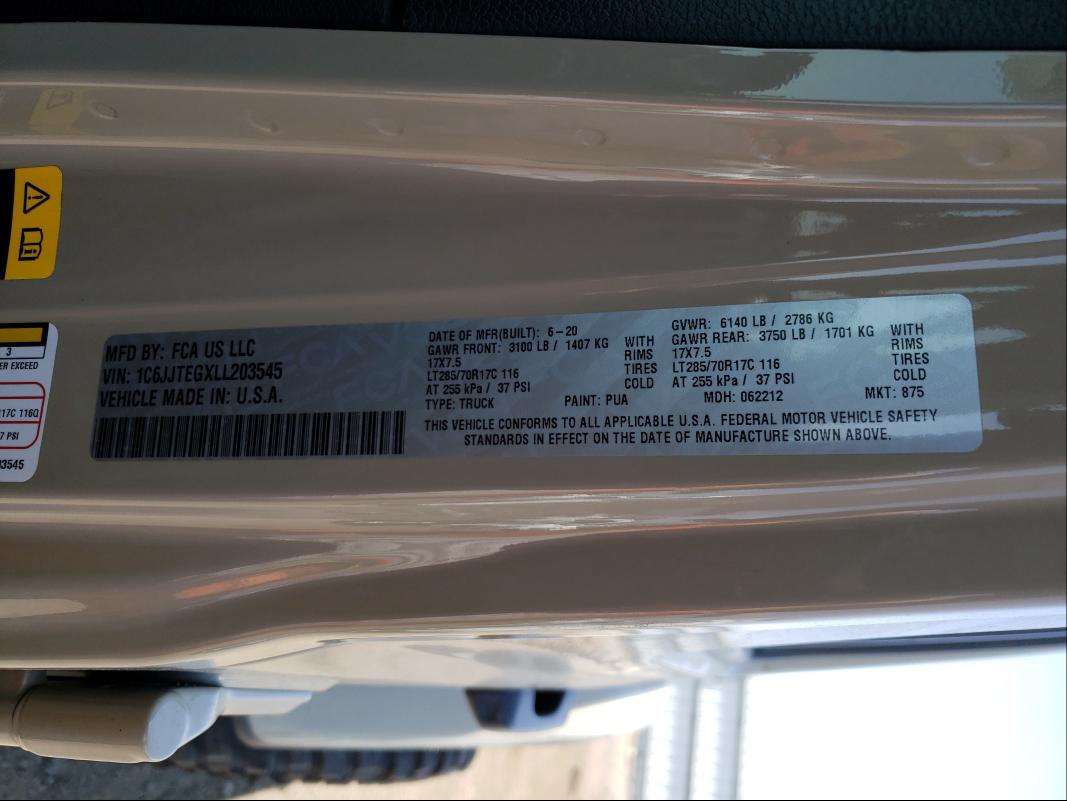 3
ER EXCEED
R17C 116Q
7 PSI
03545
MFD BY: FCA US LLC
VIN: 1C6JJTEGXLL203545
VEHICLE MADE IN: U.S.A.
DATE OF MFR(BUILT): 6-20
GAWR FRONT: 3100 LB / 1407 KG WITH
17X7.5 RIMS
LT285/70R17C 116 TIRES
AT 255 kPa / 37 PSI COLD
TYPE: TRUCK PAINT: PUA
GVWR: 6140 LB / 2786 KG
GAWR REAR: 3750 LB / 1701 KG WITH
17X7.5 RIMS
LT285/70R17C 116 TIRES
AT 255 kPa / 37 PSI COLD
MDH: 062212 MKT: 875
THIS VEHICLE CONFORMS TO ALL APPLICABLE U.S.A. FEDERAL MOTOR VEHICLE SAFETY
STANDARDS IN EFFECT ON THE DATE OF MANUFACTURE SHOWN ABOVE.